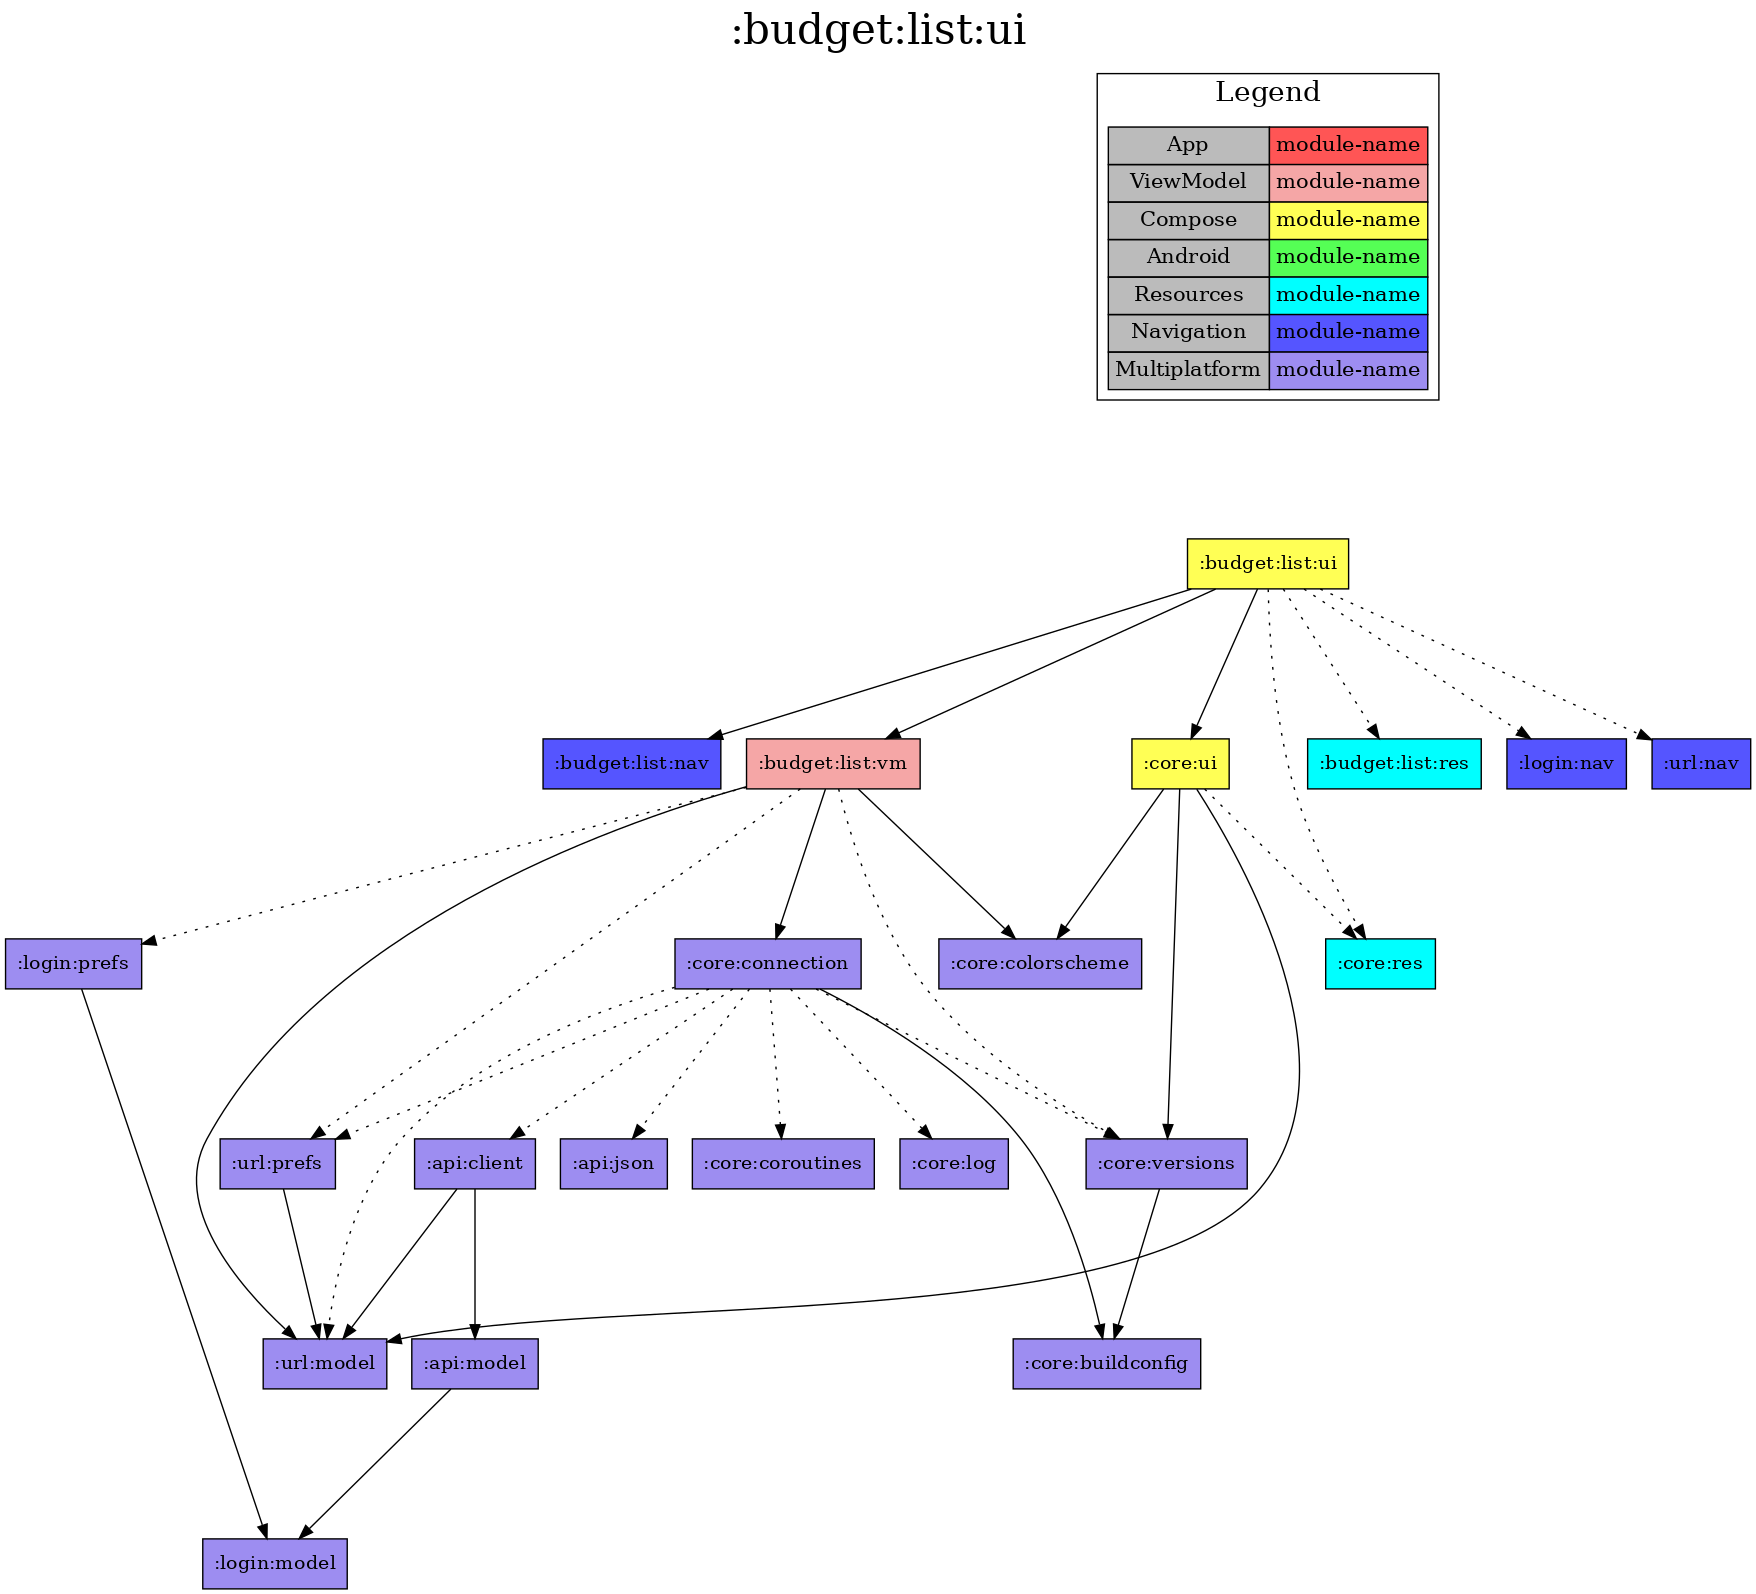 :budget:list:ui
Legend
App module-name
ViewModel module-name
Compose module-name
Android module-name
Resources module-name
Navigation module-name
Multiplatform module-name
:budget:list:ui
:budget:list:nav
:budget:list:vm
:core:ui
:budget:list:res
:login:nav
:url:nav
:login:prefs
:core:connection
:core:colorscheme
:core:res
:url:prefs
:api:client
:api:json
:core:coroutines
:core:log
:core:versions
:url:model
:api:model
:core:buildconfig
:login:model